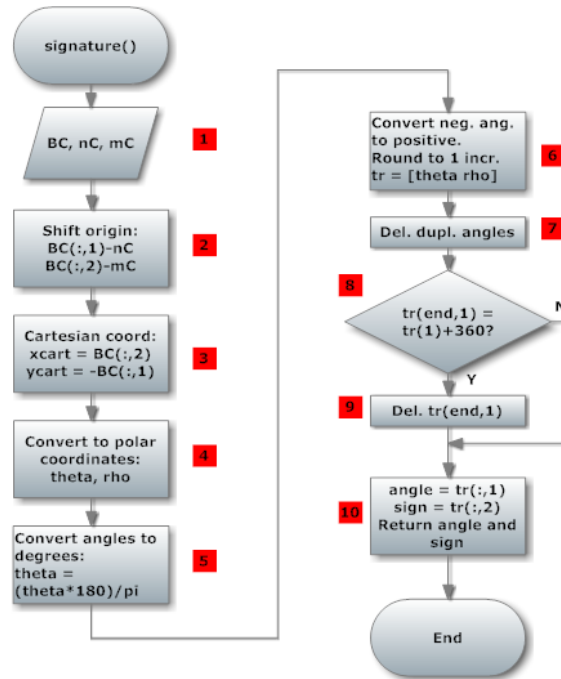 signature()
BC, nC, mC
1
Shift origin:
BC(:,1)-nC
BC(:,2)-mC
2
Cartesian coord:
xcart = BC(:,2)
ycart = -BC(:,1)
3
Convert to polar
coordinates:
theta, rho
4
Convert angles to
degrees:
theta =
(theta*180)/pi
5
Convert neg. ang.
to positive.
Round to 1 incr.
tr = [theta rho]
6
Del. dupl. angles
7
8
tr(end,1) =
tr(1)+360?
N
Y
9
Del. tr(end,1)
10
angle = tr(:,1)
sign = tr(:,2)
Return angle and
sign
End